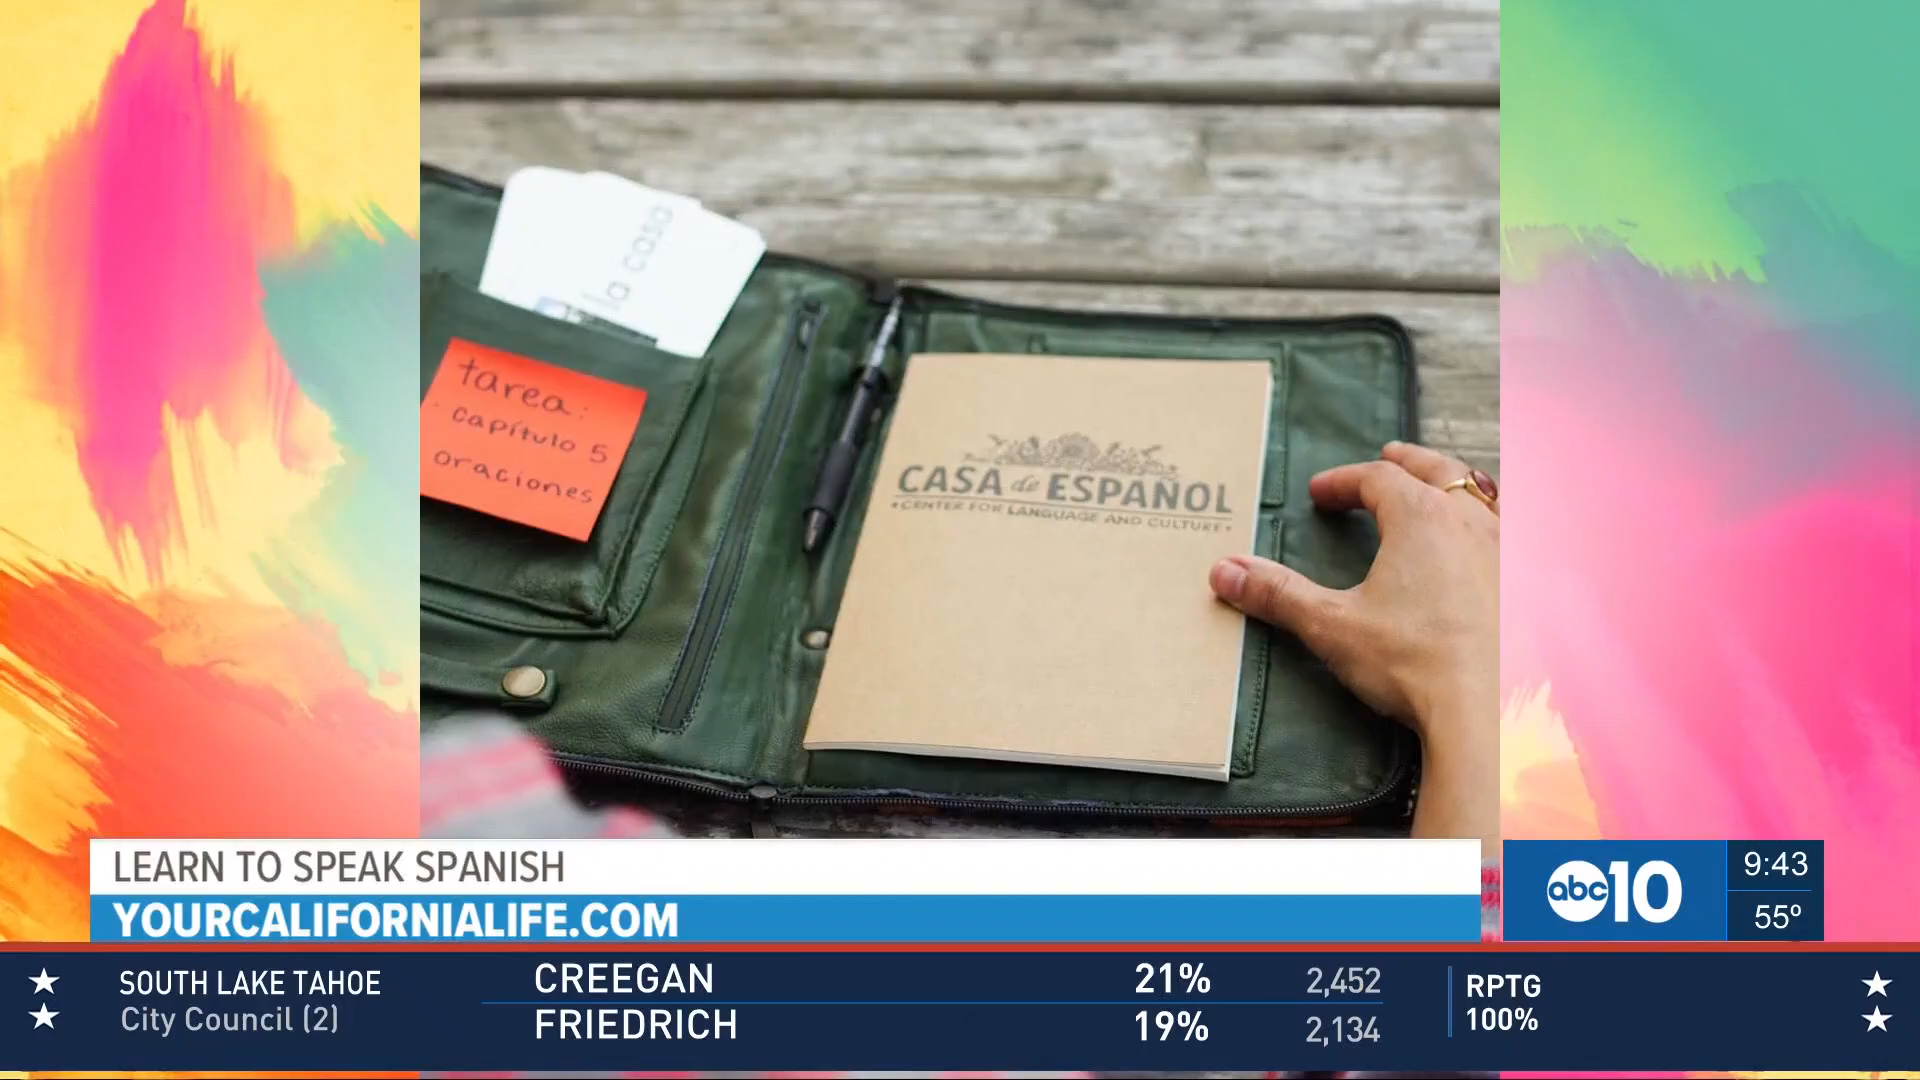 la casa
tarea:
capítulo 5
oraciones
CASA de ESPAÑOL
•CENTER FOR LANGUAGE AND CULTURE•
LEARN TO SPEAK SPANISH
YOURCALIFORNIALIFE.COM
abc10
9:43
55º
SOUTH LAKE TAHOE
City Council (2)
CREEGAN 21% 2,452
FRIEDRICH 19% 2,134
RPTG
100%